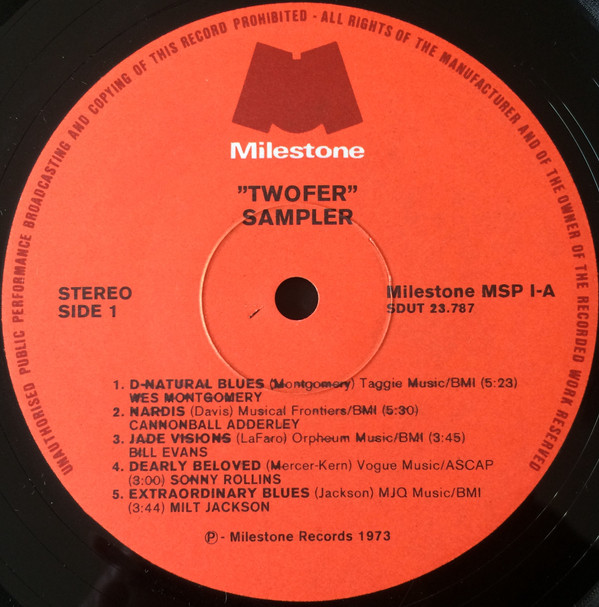 UNAUTHORISED PUBLIC PERFORMANCE BROADCASTING AND COPYING OF THIS RECORD PROHIBITED - ALL RIGHTS OF THE MANUFACTURER AND OF THE OWNER OF THE RECORDED WORK RESERVED
Milestone
"TWOFER"
SAMPLER
STEREO
SIDE 1
Milestone MSP I-A
SDUT 23.787
1. D-NATURAL BLUES (Montgomery) Taggie Music/BMI (5:23)
WES MONTGOMERY
2. NARDIS (Davis) Musical Frontiers/BMI (5:30)
CANNONBALL ADDERLEY
3. JADE VISIONS (LaFaro) Orpheum Music/BMI (3:45)
BILL EVANS
4. DEARLY BELOVED (Mercer-Kern) Vogue Music/ASCAP
(3:00) SONNY ROLLINS
5. EXTRAORDINARY BLUES (Jackson) MJQ Music/BMI
(3:44) MILT JACKSON
℗ - Milestone Records 1973